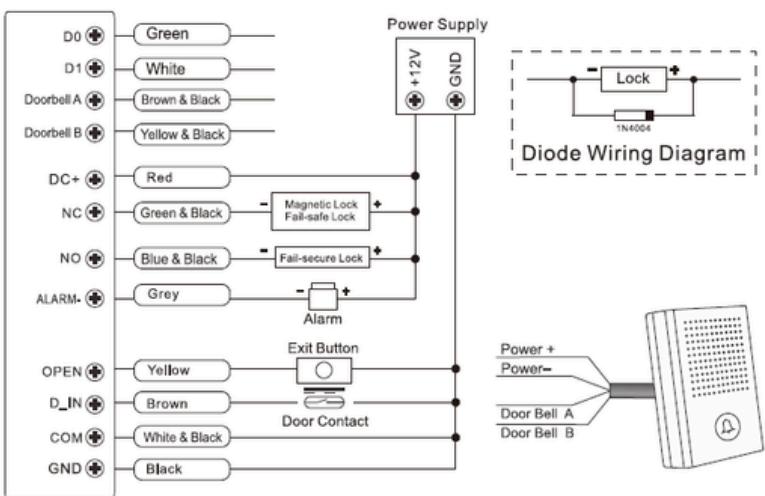 Power Supply
+12V
GND
D0
Green
D1
White
Doorbell A
Brown & Black
Doorbell B
Yellow & Black
DC+
Red
NC
Green & Black
- Magnetic Lock +
Fail-safe Lock
NO
Blue & Black
- Fail-secure Lock +
ALARM-
Grey
- +
Alarm
Exit Button
OPEN
Yellow
D_IN
Brown
Door Contact
COM
White & Black
GND
Black
- Lock +
1N4004
Diode Wiring Diagram
Power +
Power-
Door Bell A
Door Bell B